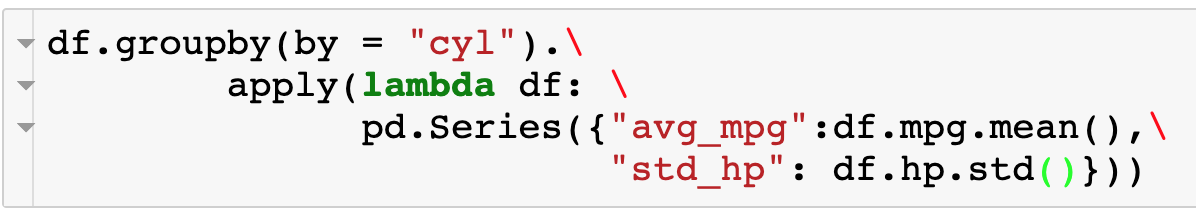 df.groupby(by = "cyl").\
apply(lambda df: \
pd.Series({"avg_mpg":df.mpg.mean(),\
"std_hp": df.hp.std()}))